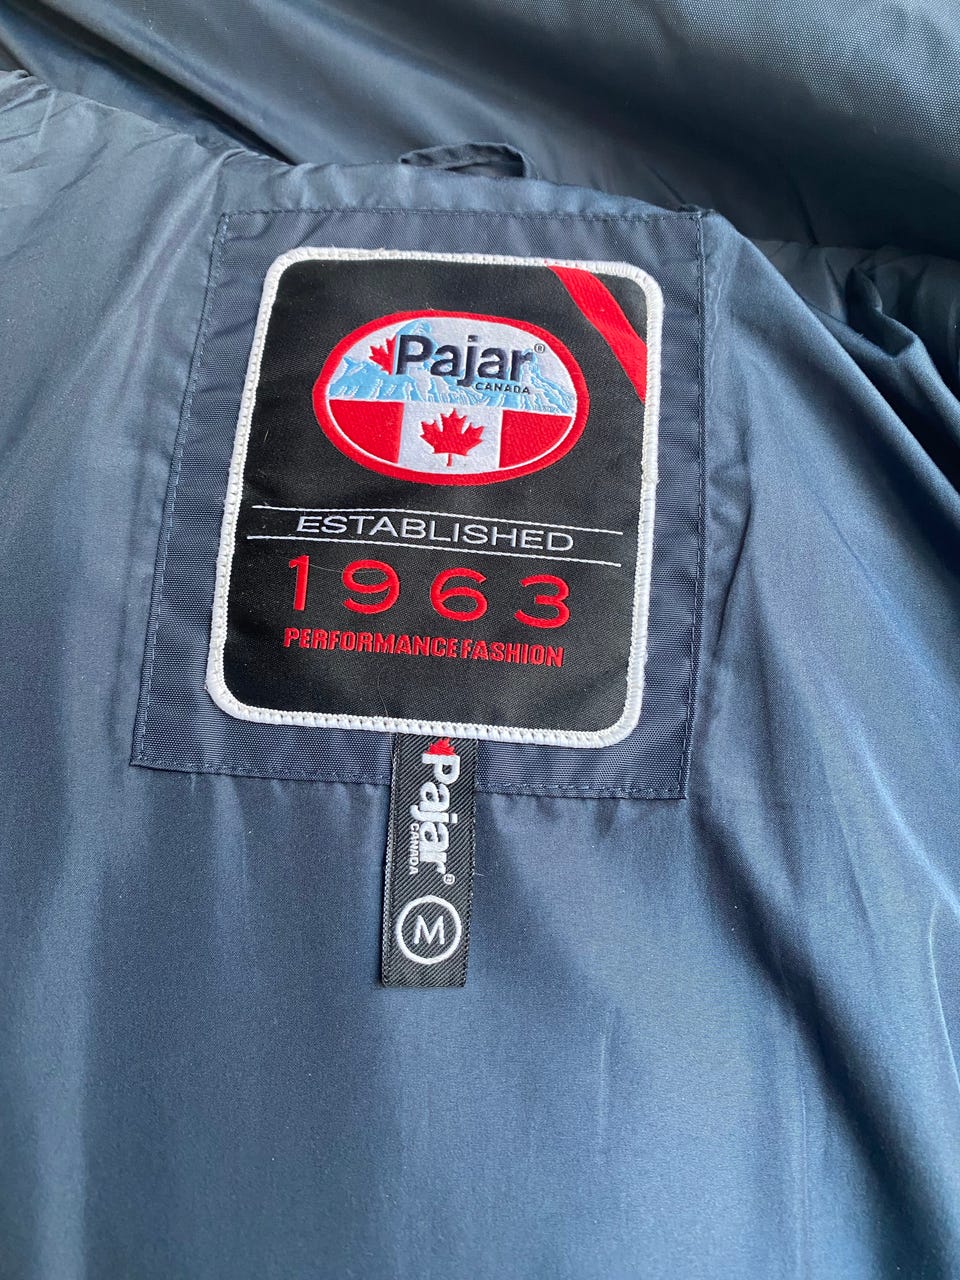 Pajar®
CANADA
ESTABLISHED
1963
PERFORMANCE FASHION
Pajar®
CANADA
M